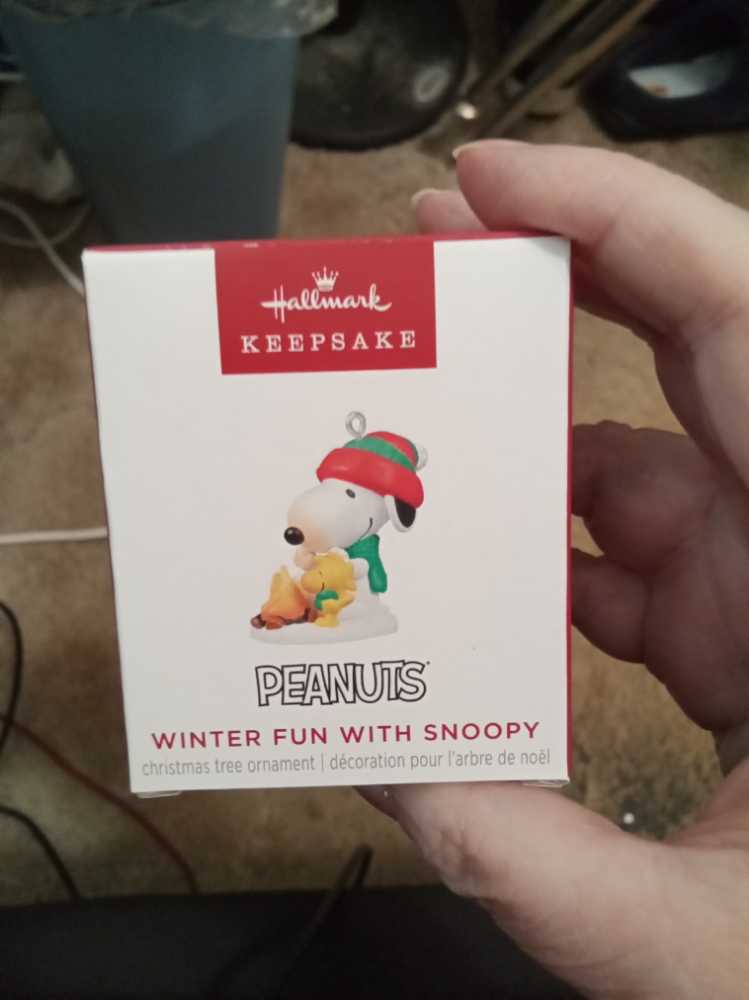 Hallmark
KEEPSAKE
PEANUTS
WINTER FUN WITH SNOOPY
christmas tree ornament | décoration pour l'arbre de noël